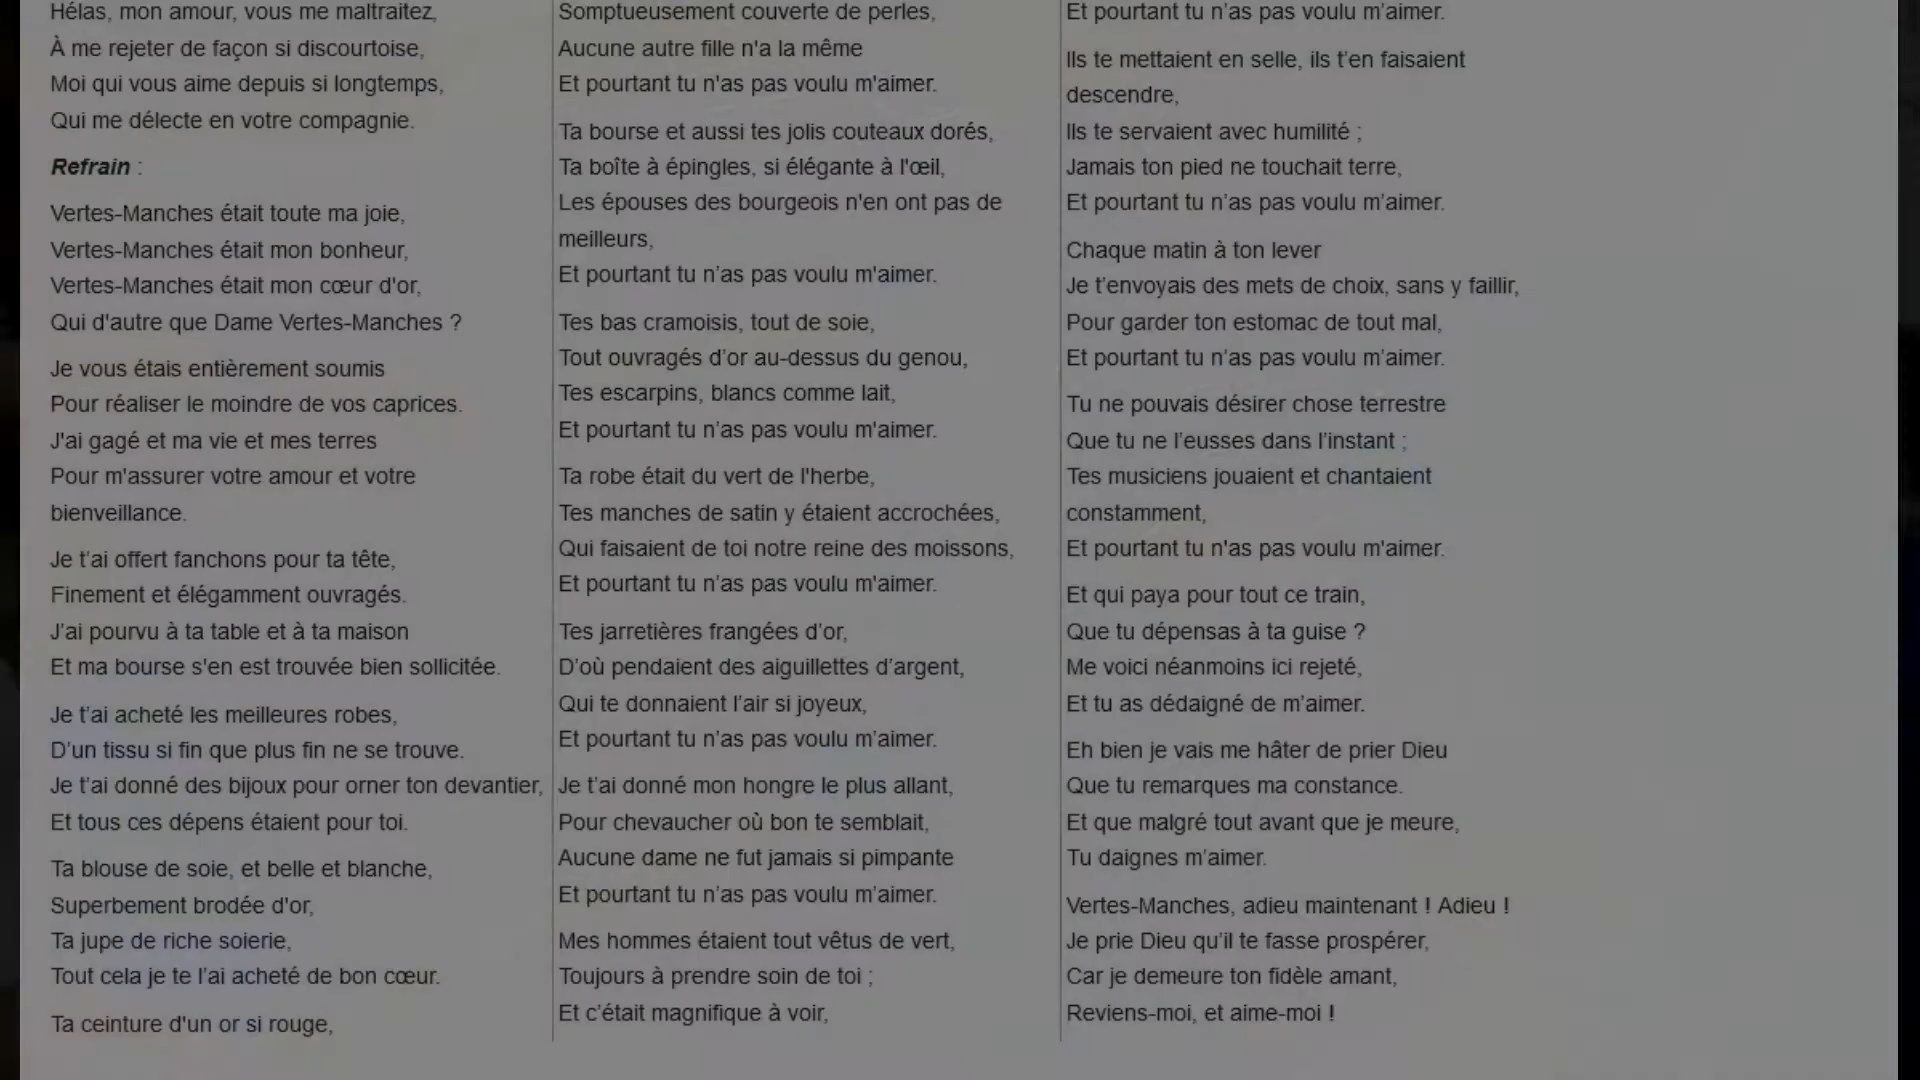 Hélas, mon amour, vous me maltraitez,
À me rejeter de façon si discourtoise,
Moi qui vous aime depuis si longtemps,
Qui me délecte en votre compagnie.
Refrain :
Vertes-Manches était toute ma joie,
Vertes-Manches était mon bonheur,
Vertes-Manches était mon cœur d'or,
Qui d'autre que Dame Vertes-Manches ?
Je vous étais entièrement soumis
Pour réaliser le moindre de vos caprices.
J'ai gagé et ma vie et mes terres
Pour m'assurer votre amour et votre
bienveillance.
Je t’ai offert fanchons pour ta tête,
Finement et élégamment ouvragés.
J’ai pourvu à ta table et à ta maison
Et ma bourse s'en est trouvée bien sollicitée.
Je t’ai acheté les meilleures robes,
D’un tissu si fin que plus fin ne se trouve.
Je t’ai donné des bijoux pour orner ton devantier,
Et tous ces dépens étaient pour toi.
Ta blouse de soie, et belle et blanche,
Superbement brodée d'or,
Ta jupe de riche soierie,
Tout cela je te l’ai acheté de bon cœur.
Ta ceinture d'un or si rouge,
Somptueusement couverte de perles,
Aucune autre fille n'a la même
Et pourtant tu n'as pas voulu m'aimer.
Ta bourse et aussi tes jolis couteaux dorés,
Ta boîte à épingles, si élégante à l'œil,
Les épouses des bourgeois n'en ont pas de
meilleurs,
Et pourtant tu n’as pas voulu m'aimer.
Tes bas cramoisis, tout de soie,
Tout ouvragés d’or au-dessus du genou,
Tes escarpins, blancs comme lait,
Et pourtant tu n’as pas voulu m'aimer.
Ta robe était du vert de l'herbe,
Tes manches de satin y étaient accrochées,
Qui faisaient de toi notre reine des moissons,
Et pourtant tu n’as pas voulu m'aimer.
Tes jarretières frangées d’or,
D’où pendaient des aiguillettes d’argent,
Qui te donnaient l’air si joyeux,
Et pourtant tu n’as pas voulu m’aimer.
Je t’ai donné mon hongre le plus allant,
Pour chevaucher où bon te semblait,
Aucune dame ne fut jamais si pimpante
Et pourtant tu n’as pas voulu m’aimer.
Mes hommes étaient tout vêtus de vert,
Toujours à prendre soin de toi ;
Et c’était magnifique à voir,
Et pourtant tu n’as pas voulu m’aimer.
Ils te mettaient en selle, ils t’en faisaient
descendre,
Ils te servaient avec humilité ;
Jamais ton pied ne touchait terre,
Et pourtant tu n’as pas voulu m’aimer.
Chaque matin à ton lever
Je t’envoyais des mets de choix, sans y faillir,
Pour garder ton estomac de tout mal,
Et pourtant tu n’as pas voulu m’aimer.
Tu ne pouvais désirer chose terrestre
Que tu ne l’eusses dans l’instant ;
Tes musiciens jouaient et chantaient
constamment,
Et pourtant tu n'as pas voulu m'aimer.
Et qui paya pour tout ce train,
Que tu dépensas à ta guise ?
Me voici néanmoins ici rejeté,
Et tu as dédaigné de m’aimer.
Eh bien je vais me hâter de prier Dieu
Que tu remarques ma constance.
Et que malgré tout avant que je meure,
Tu daignes m’aimer.
Vertes-Manches, adieu maintenant ! Adieu !
Je prie Dieu qu’il te fasse prospérer,
Car je demeure ton fidèle amant,
Reviens-moi, et aime-moi !